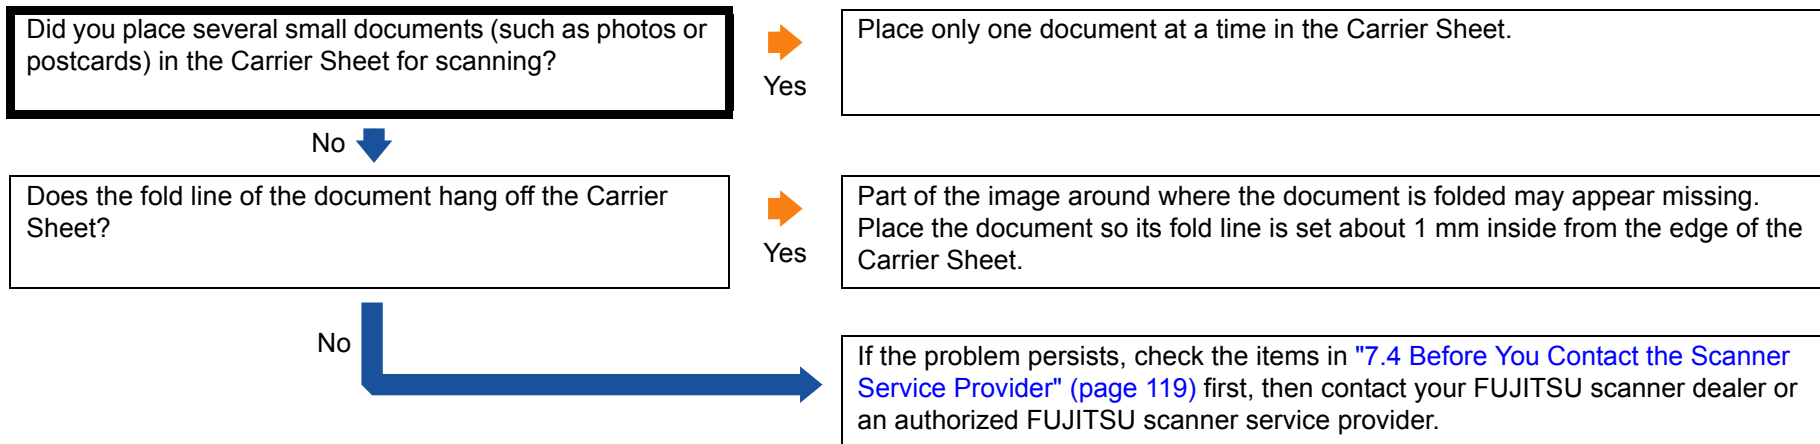 Did you place several small documents (such as photos or
postcards) in the Carrier Sheet for scanning?
Yes
Place only one document at a time in the Carrier Sheet.
No
Does the fold line of the document hang off the Carrier
Sheet?
Yes
Part of the image around where the document is folded may appear missing.
Place the document so its fold line is set about 1 mm inside from the edge of the
Carrier Sheet.
No
If the problem persists, check the items in "7.4 Before You Contact the Scanner
Service Provider" (page 119) first, then contact your FUJITSU scanner dealer or
an authorized FUJITSU scanner service provider.